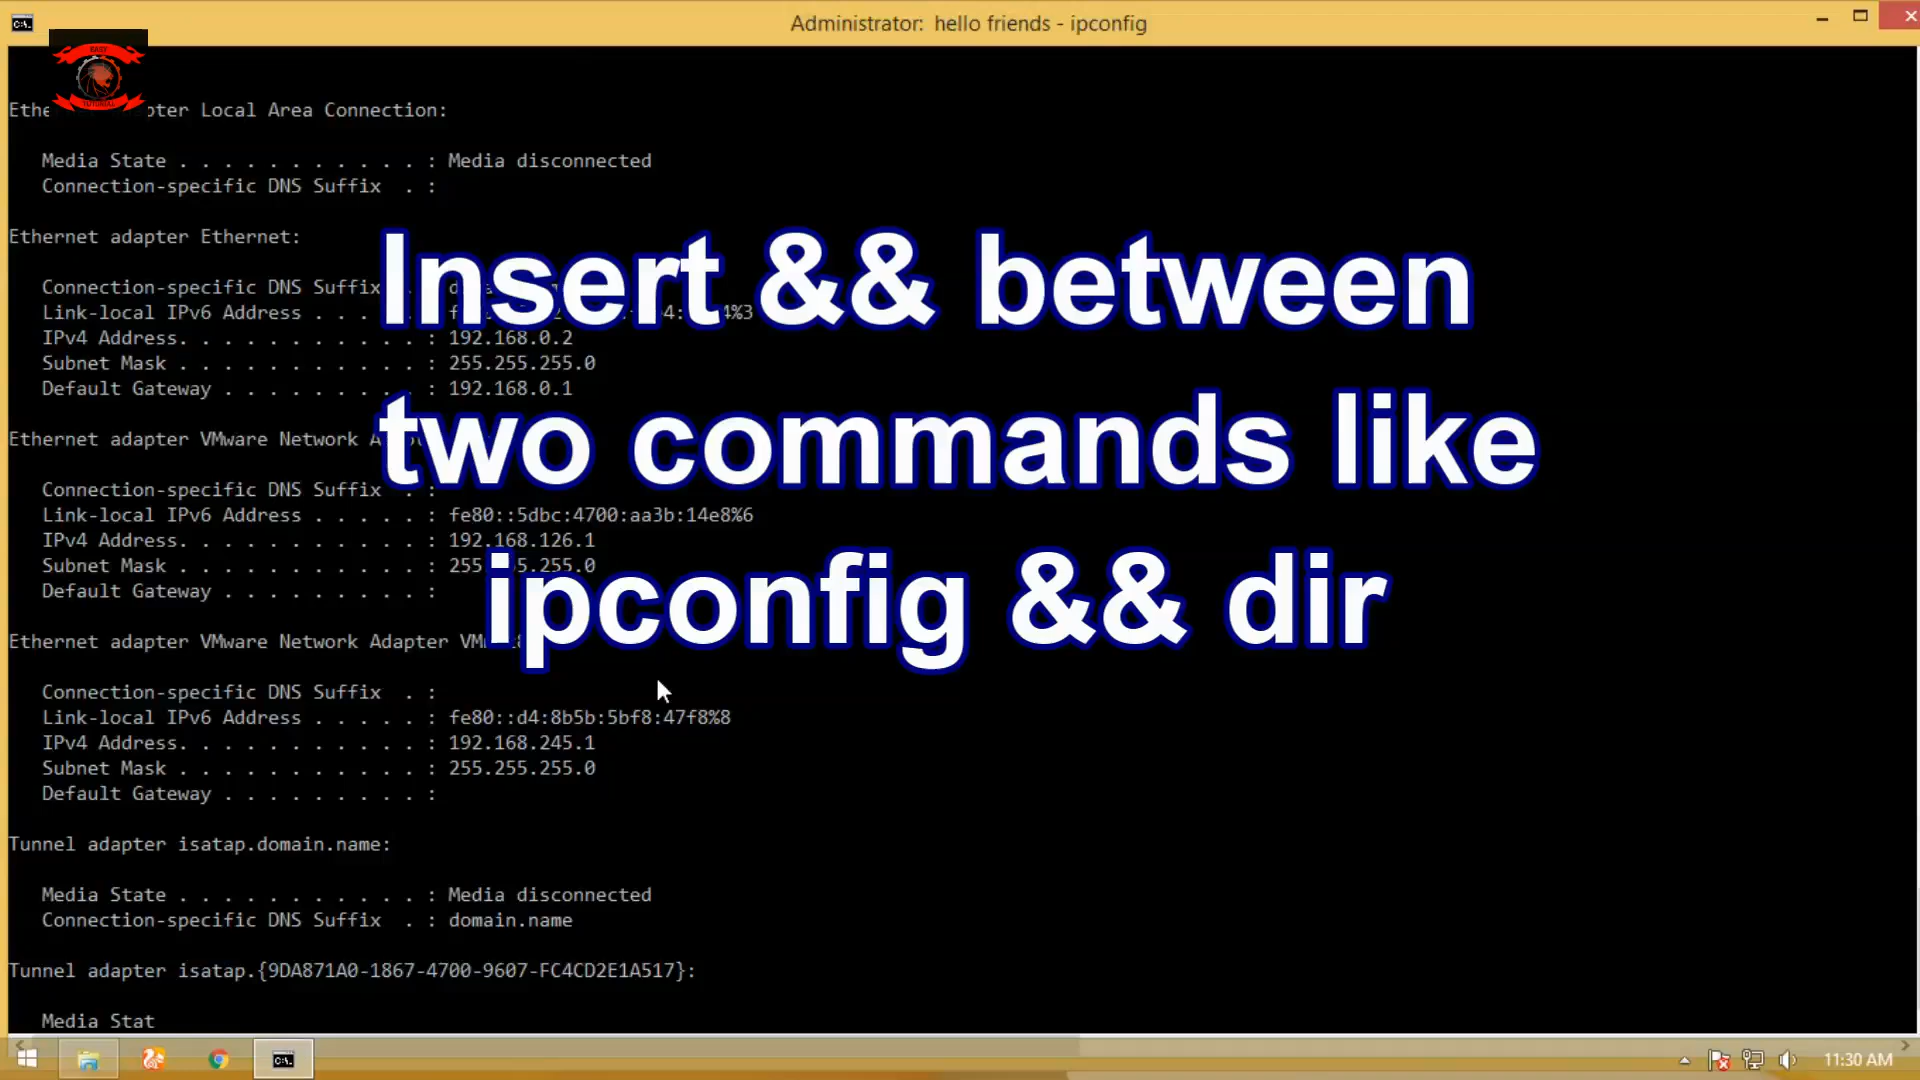 Administrator: hello friends - ipconfig
EASY
TUTORIAL
Local Area Connection:
Media State . . . . . . . . . . . : Media disconnected
Connection-specific DNS Suffix . :
Ethernet adapter Ethernet:
Connection-specific DNS Suffix
Link-local IPv6 Address . . . . %3
IPv4 Address. . . . . . . . . . . : 192.168.0.2
Subnet Mask . . . . . . . . . . . : 255.255.255.0
Default Gateway . . . . . . . . . : 192.168.0.1
Ethernet adapter VMware Network
Connection-specific DNS Suffix . :
Link-local IPv6 Address . . . . . : fe80::5dbc:4700:aa3b:14e8%6
IPv4 Address. . . . . . . . . . . : 192.168.126.1
Subnet Mask . . . . . . . . . . . : 255.255.255.0
Default Gateway . . . . . . . . . :
Ethernet adapter VMware Network Adapter
Connection-specific DNS Suffix . :
Link-local IPv6 Address . . . . . : fe80::d4:8b5b:5bf8:47f8%8
IPv4 Address. . . . . . . . . . . : 192.168.245.1
Subnet Mask . . . . . . . . . . . : 255.255.255.0
Default Gateway . . . . . . . . . :
Tunnel adapter isatap.domain.name:
Media State . . . . . . . . . . . : Media disconnected
Connection-specific DNS Suffix . : domain.name
Tunnel adapter isatap.{9DA871A0-1867-4700-9607-FC4CD2E1A517}:
Media Stat
Insert && between
two commands like
ipconfig && dir
11:30 AM